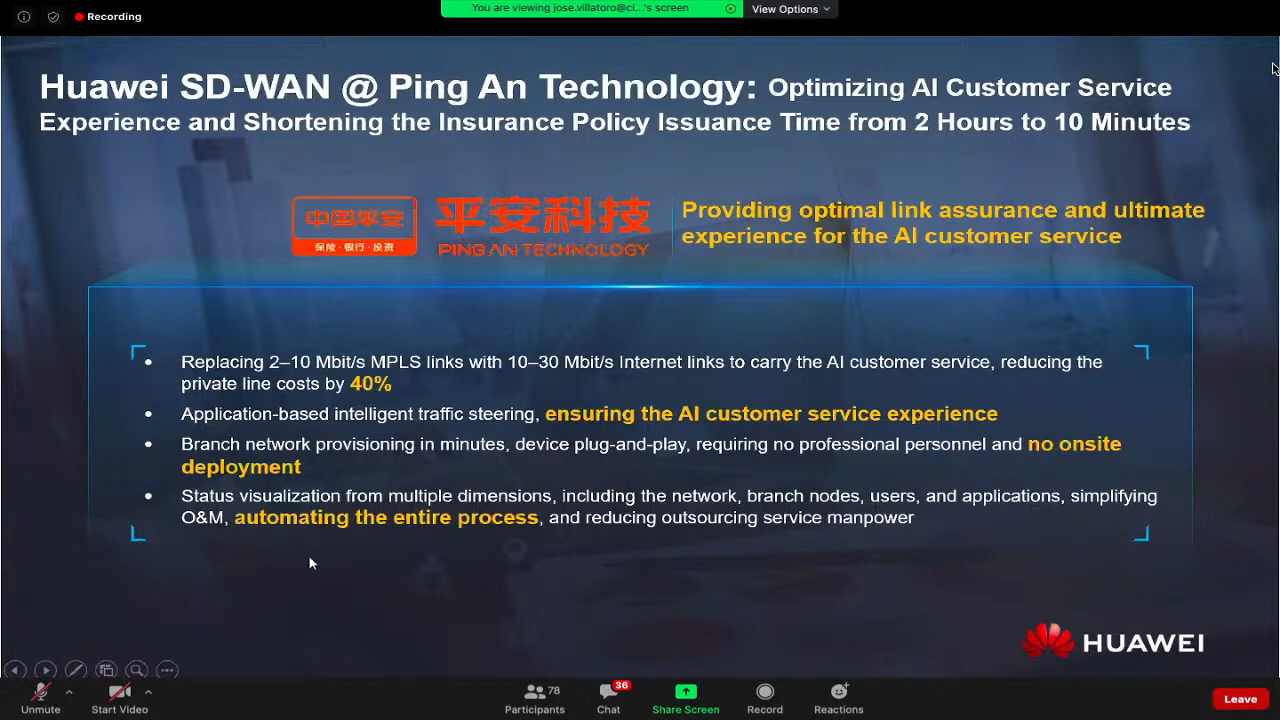 Recording
You are viewing jose.villatoro@ci...'s screen
View Options
Huawei SD-WAN @ Ping An Technology: Optimizing AI Customer Service
Experience and Shortening the Insurance Policy Issuance Time from 2 Hours to 10 Minutes
中国平安
保险·银行·投资
平安科技
PING AN TECHNOLOGY
Providing optimal link assurance and ultimate
experience for the AI customer service
• Replacing 2–10 Mbit/s MPLS links with 10–30 Mbit/s Internet links to carry the AI customer service, reducing the
private line costs by 40%
• Application-based intelligent traffic steering, ensuring the AI customer service experience
• Branch network provisioning in minutes, device plug-and-play, requiring no professional personnel and no onsite
deployment
• Status visualization from multiple dimensions, including the network, branch nodes, users, and applications, simplifying
O&M, automating the entire process, and reducing outsourcing service manpower
HUAWEI
Unmute
Start Video
78
Participants
36
Chat
Share Screen
Record
Reactions
Leave